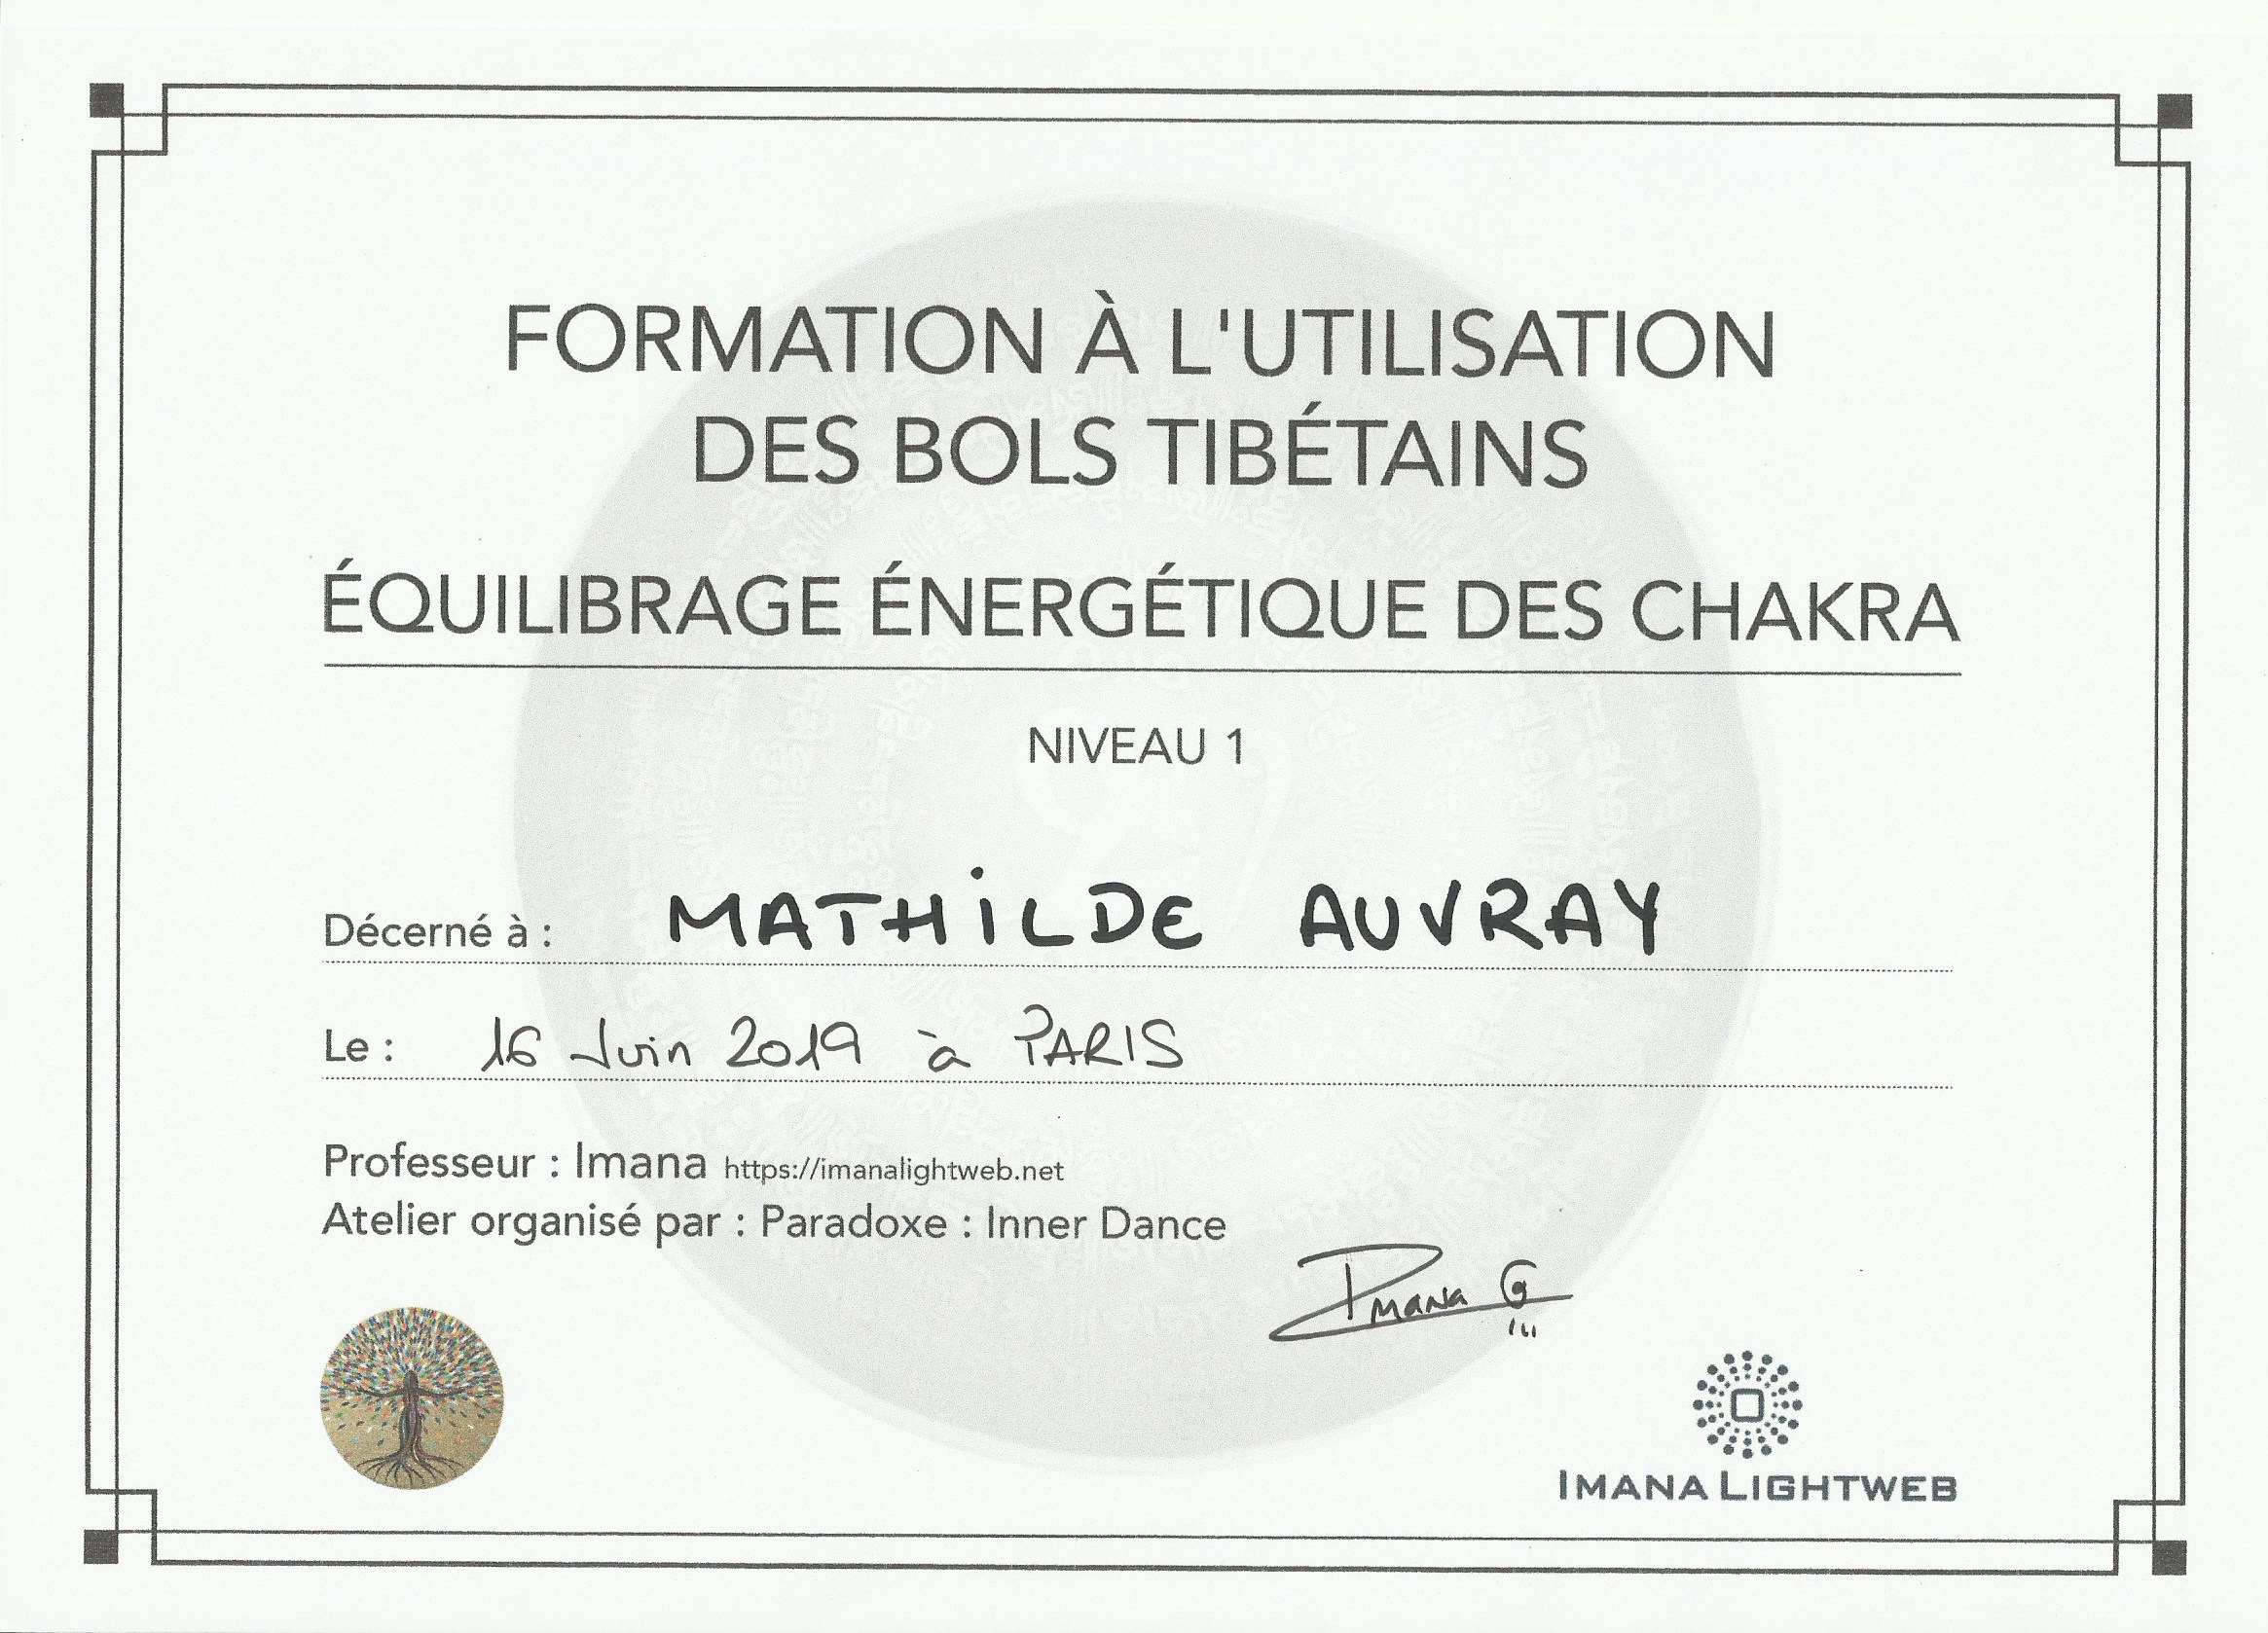 FORMATION À L'UTILISATION
DES BOLS TIBÉTAINS
ÉQUILIBRAGE ÉNERGÉTIQUE DES CHAKRA
NIVEAU 1
Décerné à : MATHILDE AUVRAY
Le : 16 Juin 2019 à PARIS
Professeur : Imana https://imanalightweb.net
Atelier organisé par : Paradoxe : Inner Dance
Imana G
IMANA LIGHTWEB